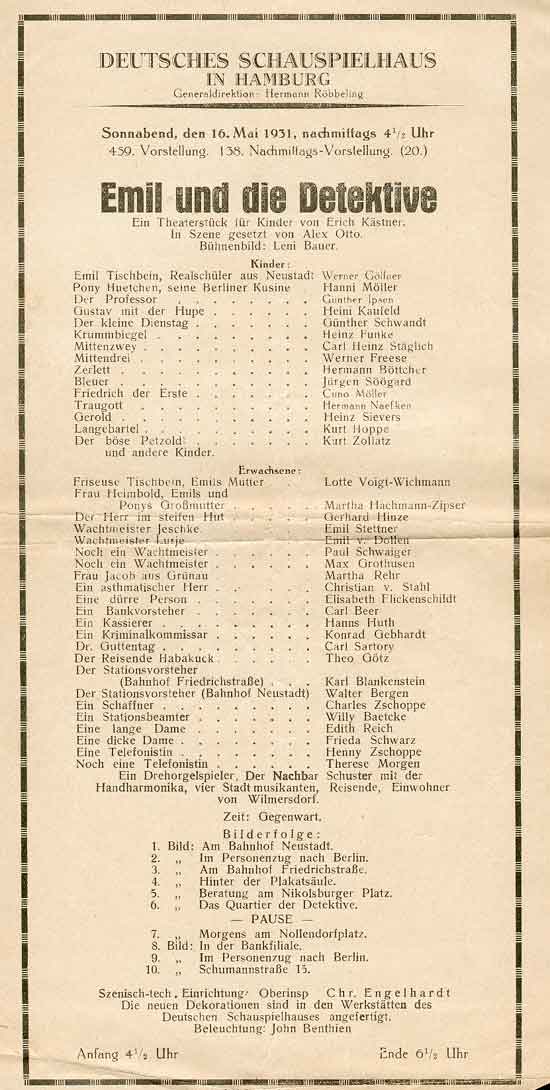 DEUTSCHES SCHAUSPIELHAUS
IN HAMBURG
Generaldirektion: Hermann Röbbeling
Sonnabend, den 16. Mai 1931, nachmittags 4 1/2 Uhr
459. Vorstellung. 138. Nachmittags-Vorstellung. (20.)
Emil und die Detektive
Ein Theaterstück für Kinder von Erich Kästner.
In Szene gesetzt von Alex Otto.
Bühnenbild: Leni Bauer.
Kinder:
Emil Tischbein, Realschüler aus Neustadt Werner Gollner
Pony Huetchen, seine Berliner Kusine . Hanni Möller
Der Professor . . . . . . . Günther Ipsen
Gustav mit der Hupe . . . . . Heini Kaufeld
Der kleine Dienstag . . . . . . Günther Schwandt
Krummbiegel . . . . . . . Heinz Funke
Mittenzwey . . . . . . . . Carl Heinz Stäglich
Mittendrei . . . . . . . . Werner Freese
Zerlett . . . . . . . . . Hermann Böttcher
Bleuer . . . . . . . . . Jürgen Söögard
Friedrich der Erste . . . . . . Cuno Möller
Traugott . . . . . . . . Hermann Naefken
Gerold . . . . . . . . . Heinz Sievers
Langebartel . . . . . . . . Kurt Hoppe
Der böse Petzold . . . . . . Kurt Zollatz
und andere Kinder.
Erwachsene:
Friseuse Tischbein, Emils Mutter Lotte Voigt-Wichmann
Frau Heimbold, Emils und
Ponys Großmutter . . . . . Martha Hachmann-Zipser
Der Herr im steifen Hut . . . . . Gerhard Hinze
Wachtmeister Jeschke . . . . . Emil Stettner
Wachtmeister Lurje . . . . . . Emil v. Dollen
Noch ein Wachtmeister . . . . . Paul Schwaiger
Noch ein Wachtmeister . . . . . Max Grothusen
Frau Jacob aus Grünau . . . . . Martha Rehr
Ein asthmatischer Herr . . . . . Christian v. Stahl
Eine dürre Person . . . . . . Elisabeth Flickenschildt
Ein Bankvorsteher . . . . . . Carl Beer
Ein Kassierer . . . . . . . Hanns Huth
Ein Kriminalkommissar . . . . . Konrad Gebhardt
Dr. Guttentag . . . . . . . Carl Sartory
Der Reisende Habakuck . . . . . Theo Götz
Der Stationsvorsteher
(Bahnhof Friedrichstraße) . . . Karl Blankenstein
Der Stationsvorsteher (Bahnhof Neustadt) Walter Bergen
Ein Schaffner . . . . . . . Charles Zschoppe
Ein Stationsbeamter . . . . . . Willy Baetcke
Eine lange Dame . . . . . . Edith Reich
Eine dicke Dame . . . . . . Frieda Schwarz
Eine Telefonistin . . . . . . Henny Zschoppe
Noch eine Telefonistin . . . . . Therese Morgen
Ein Drehorgelspieler, Der Nachbar Schuster mit der
Handharmonika, vier Stadtmusikanten, Reisende, Einwohner
von Wilmersdorf.
Zeit: Gegenwart.
Bilderfolge:
1. Bild: Am Bahnhof Neustadt.
2. „ Im Personenzug nach Berlin.
3. „ Am Bahnhof Friedrichstraße.
4. „ Hinter der Plakatsäule.
5. „ Beratung am Nikolsburger Platz.
6. „ Das Quartier der Detektive.
— PAUSE —
7. „ Morgens am Nollendorfplatz.
8. Bild: In der Bankfiliale.
9. „ Im Personenzug nach Berlin.
10. „ Schumannstraße 15.
Szenisch-tech. Einrichtung: Oberinsp Chr. Engelhardt
Die neuen Dekorationen sind in den Werkstätten des
Deutschen Schauspielhauses angefertigt.
Beleuchtung: John Benthien
Anfang 4 1/2 Uhr Ende 6 1/2 Uhr